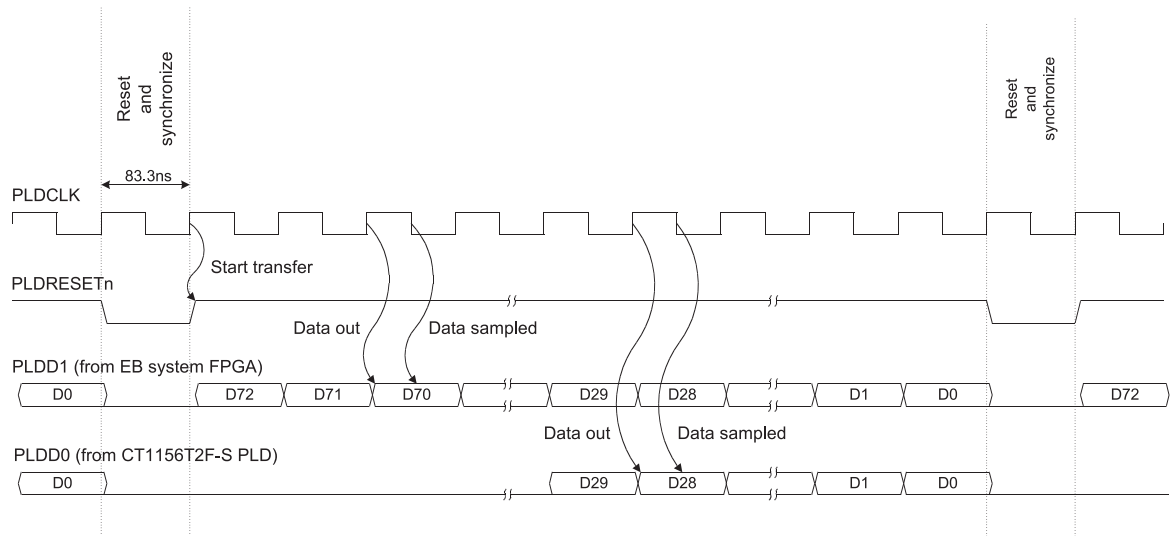 Reset
and
synchronize
Reset
and
synchronize
83.3ns
PLDCLK
Start transfer
PLDRESETn
Data out
Data sampled
PLDD1 (from EB system FPGA)
D0
D72
D71
D70
D29
D28
D1
D0
D72
Data out
Data sampled
PLDD0 (from CT1156T2F-S PLD)
D0
D29
D28
D1
D0